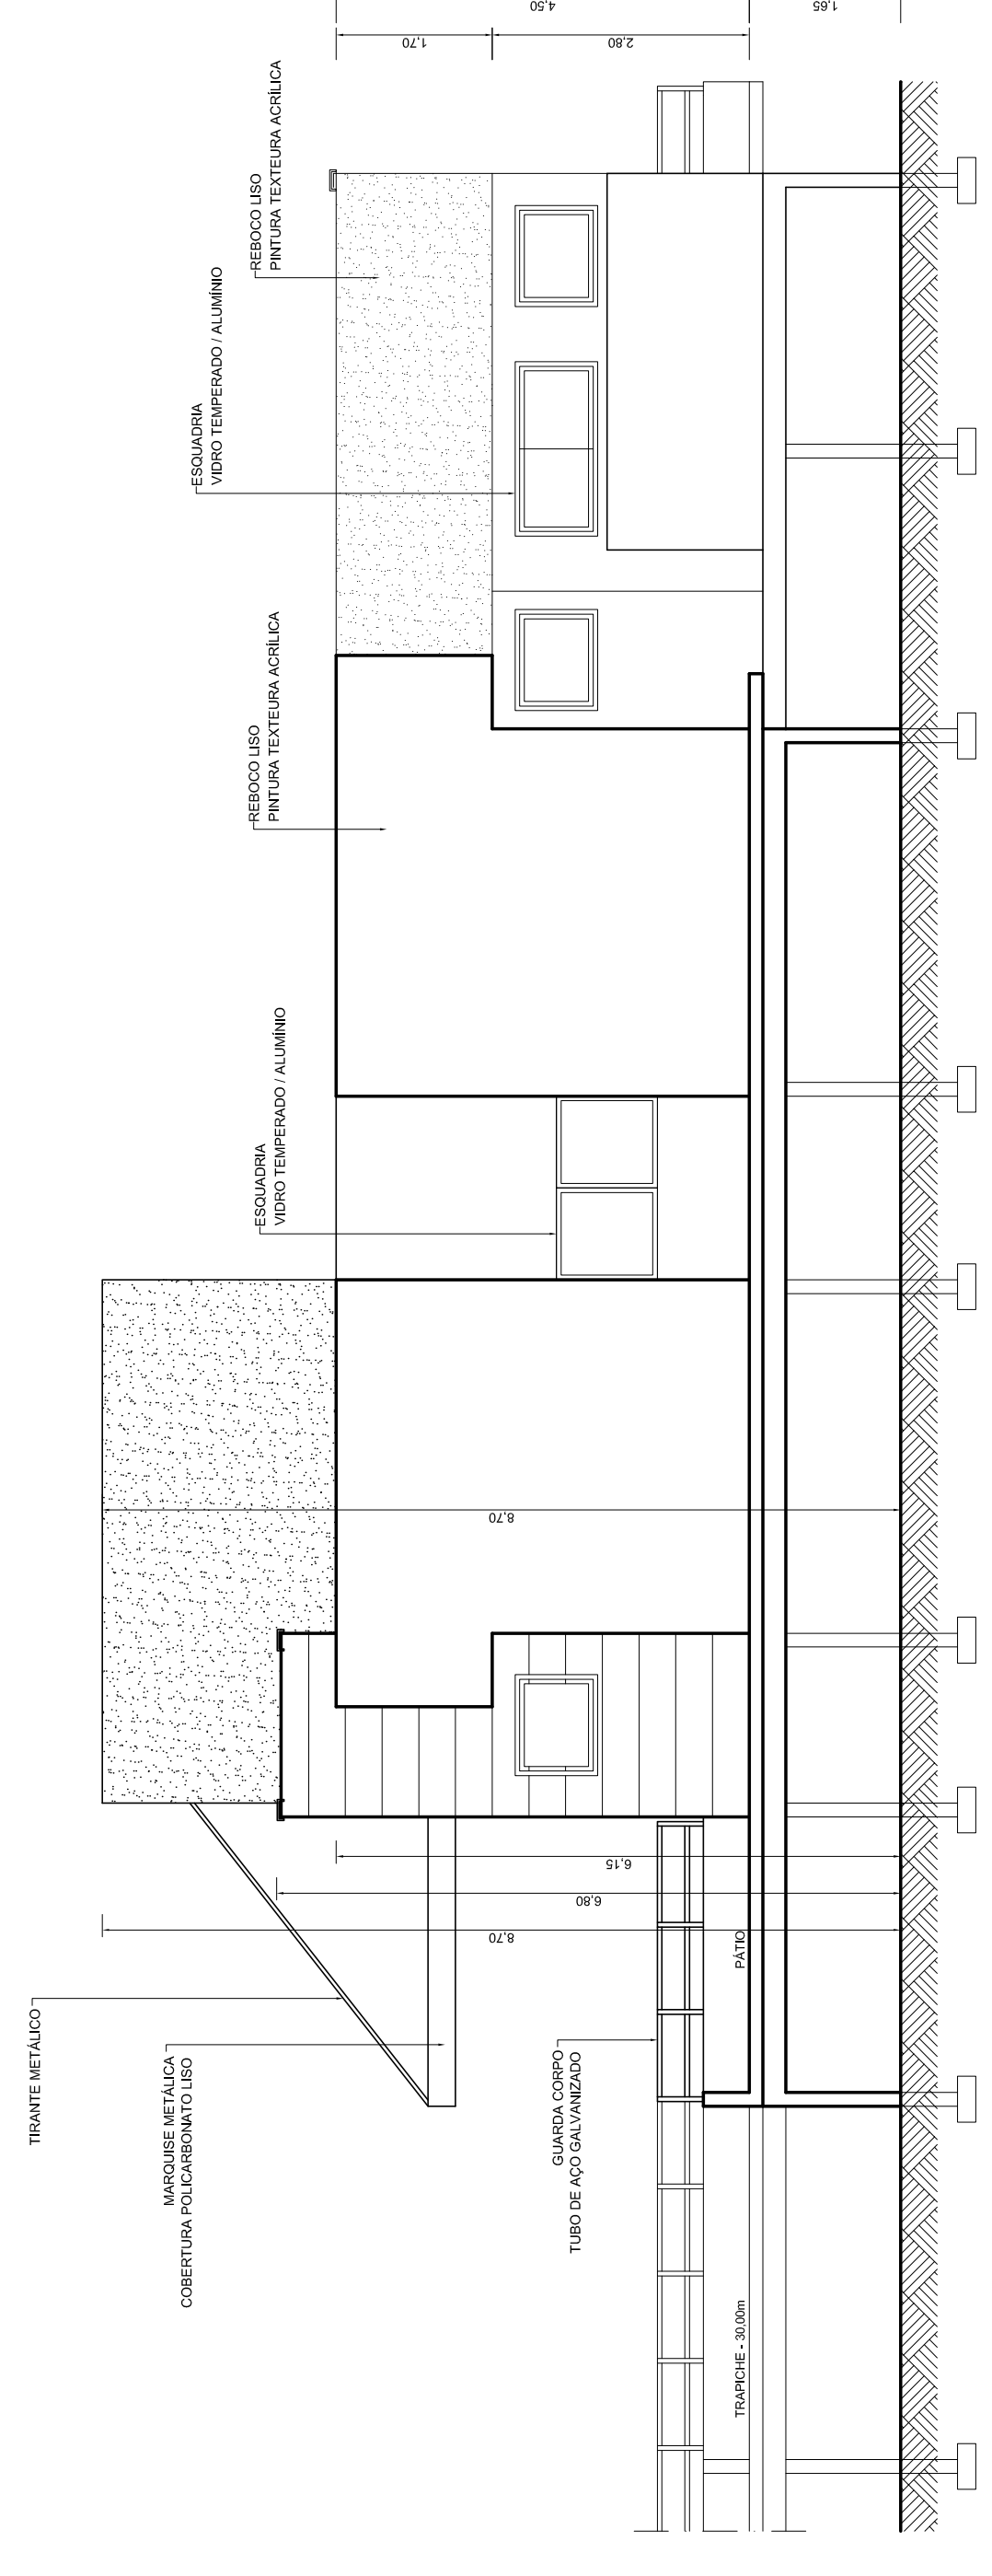 4,50
1,65
1,70
2,80
REBOCO LISO
PINTURA TEXTEURA ACRÍLICA
ESQUADRIA
VIDRO TEMPERADO / ALUMÍNIO
REBOCO LISO
PINTURA TEXTEURA ACRÍLICA
ESQUADRIA
VIDRO TEMPERADO / ALUMÍNIO
8,70
6,15
6,80
8,70
PÁTIO
TIRANTE METÁLICO
MARQUISE METÁLICA
COBERTURA POLICARBONATO LISO
GUARDA CORPO
TUBO DE AÇO GALVANIZADO
TRAPICHE - 30,00m